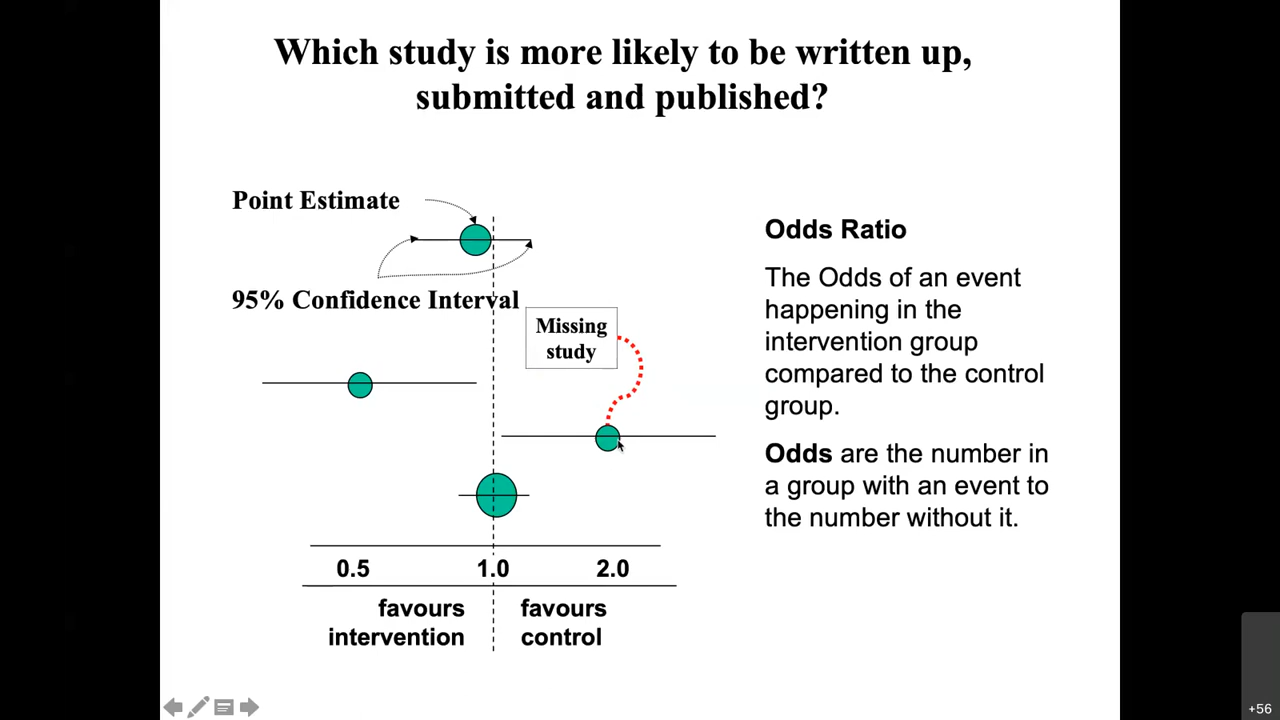 Which study is more likely to be written up,
submitted and published?
Point Estimate
95% Confidence Interval
Missing
study
0.5 1.0 2.0
favours
intervention
favours
control
Odds Ratio
The Odds of an event
happening in the
intervention group
compared to the control
group.
Odds are the number in
a group with an event to
the number without it.
+56